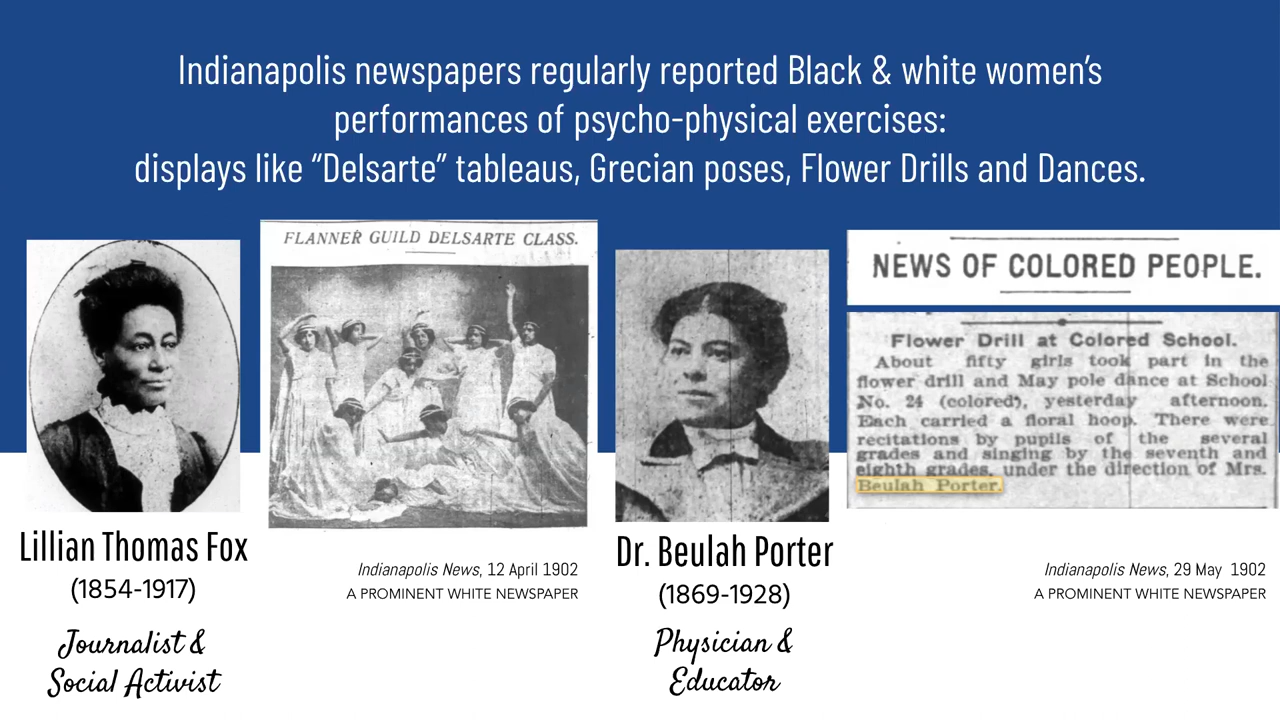 Indianapolis newspapers regularly reported Black & white women's
performances of psycho-physical exercises:
displays like “Delsarte” tableaus, Grecian poses, Flower Drills and Dances.
Lillian Thomas Fox
(1854-1917)
Journalist &
Social Activist
FLANNER GUILD DELSARTE CLASS.
Indianapolis News, 12 April 1902
A PROMINENT WHITE NEWSPAPER
Dr. Beulah Porter
(1869-1928)
Physician &
Educator
NEWS OF COLORED PEOPLE.
Flower Drill at Colored School.
About fifty girls took part in the
flower drill and May pole dance at School
No. 24 (colored), yesterday afternoon.
Each carried a floral hoop. There were
recitations by pupils of the several
grades and singing by the seventh and
eighth grades, under the direction of Mrs.
Beulah Porter.
Indianapolis News, 29 May 1902
A PROMINENT WHITE NEWSPAPER